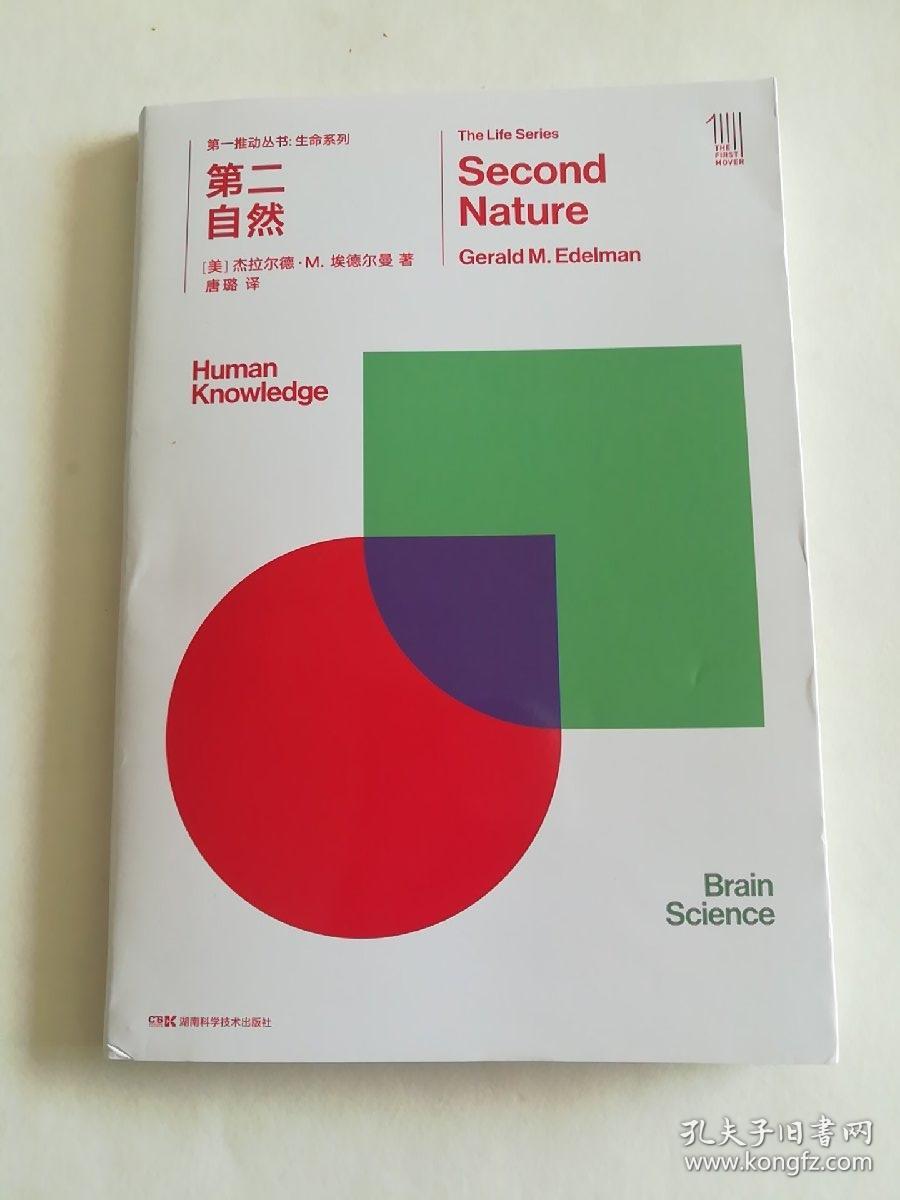 第一推动丛书: 生命系列
第二
自然
[美] 杰拉尔德·M. 埃德尔曼 著
唐璐 译
The Life Series
Second
Nature
Gerald M. Edelman
THE
FIRST
MOVER
Human
Knowledge
Brain
Science
湖南科学技术出版社
孔夫子旧書网
www.kongfz.com